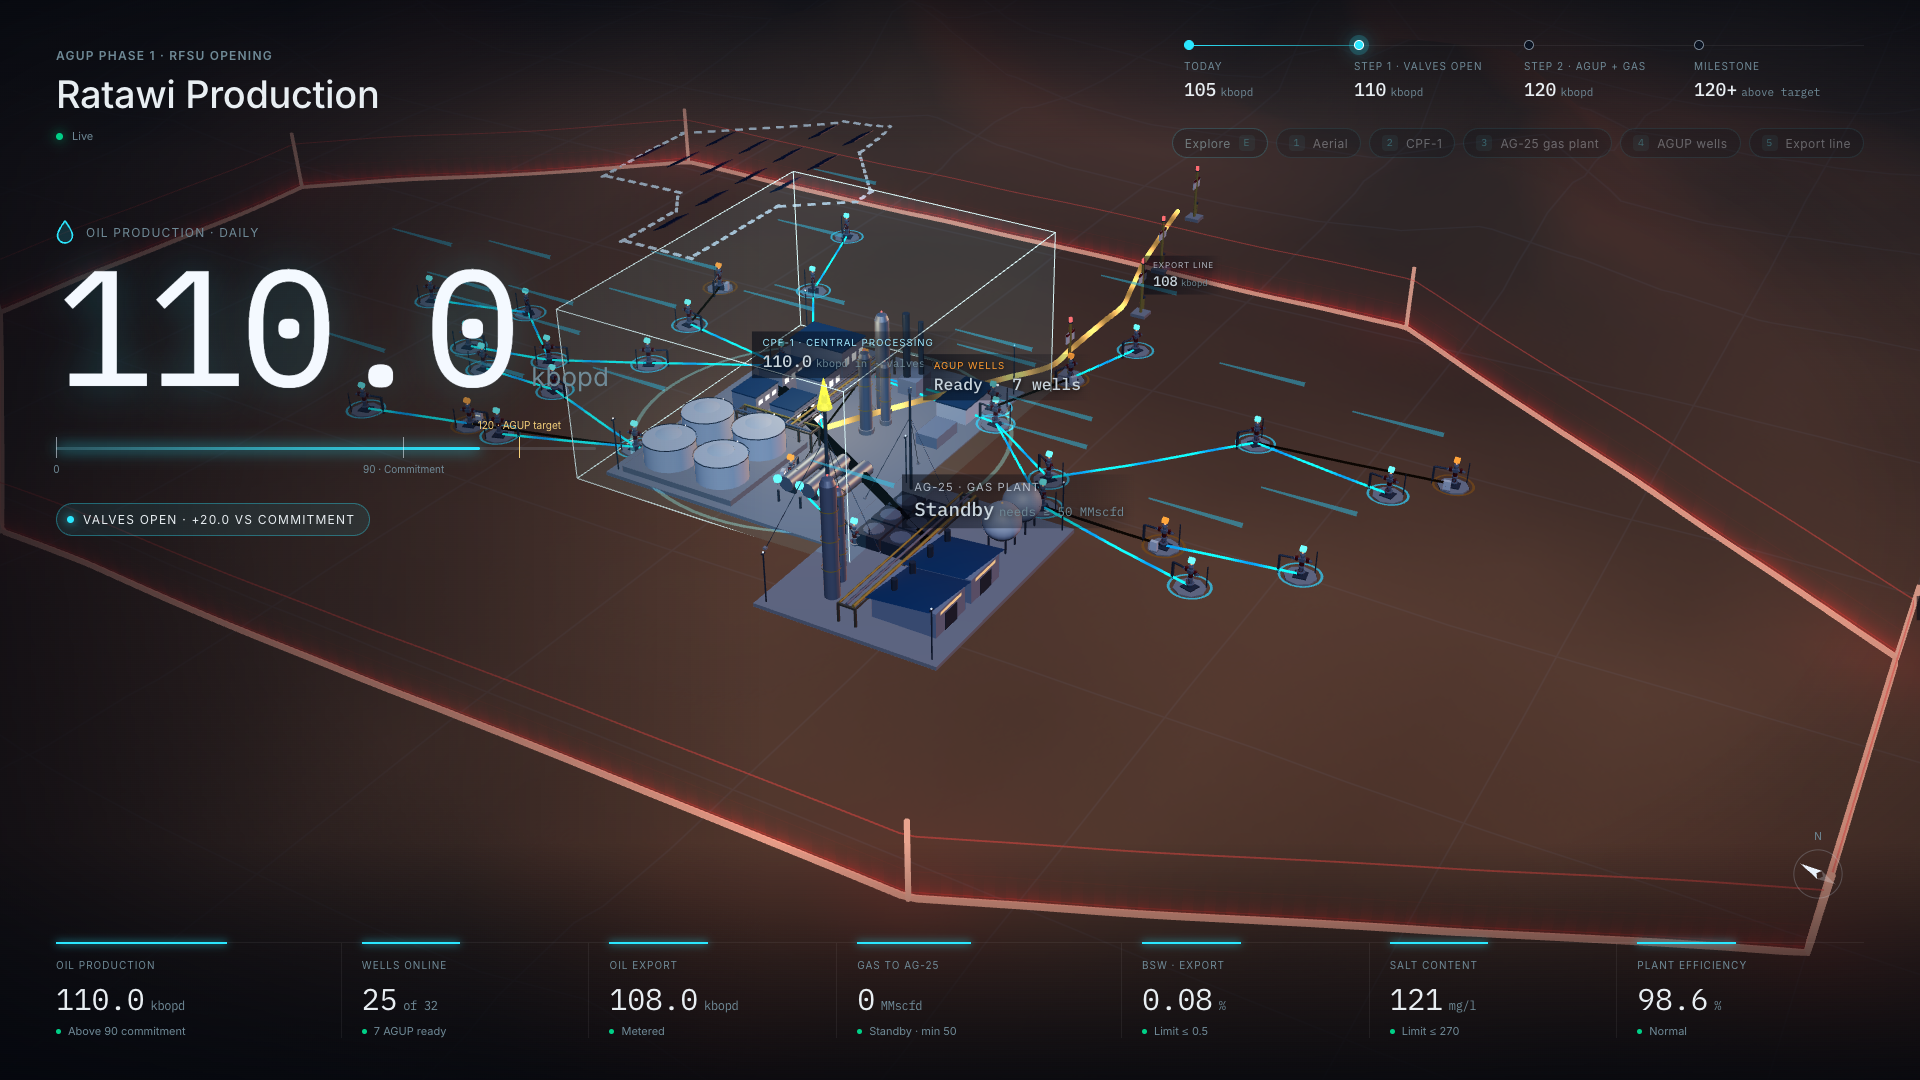 AGUP PHASE 1 · RFSU OPENING
Ratawi Production
Live
TODAY
105 kbopd
STEP 1 · VALVES OPEN
110 kbopd
STEP 2 · AGUP + GAS
120 kbopd
MILESTONE
120+ above target
Explore E
1 Aerial
2 CPF-1
3 AG-25 gas plant
4 AGUP wells
5 Export line
OIL PRODUCTION · DAILY
110.0 kbopd
120 · AGUP target
0
90 · Commitment
VALVES OPEN · +20.0 VS COMMITMENT
EXPORT LINE
108 kbopd
CPF-1 · CENTRAL PROCESSING
110.0 kbopd in · valves
AGUP WELLS
Ready · 7 wells
AG-25 · GAS PLANT
Standby needs ≥ 50 MMscfd
N
OIL PRODUCTION
110.0 kbopd
Above 90 commitment
WELLS ONLINE
25 of 32
7 AGUP ready
OIL EXPORT
108.0 kbopd
Metered
GAS TO AG-25
0 MMscfd
Standby · min 50
BSW · EXPORT
0.08 %
Limit ≤ 0.5
SALT CONTENT
121 mg/l
Limit ≤ 270
PLANT EFFICIENCY
98.6 %
Normal